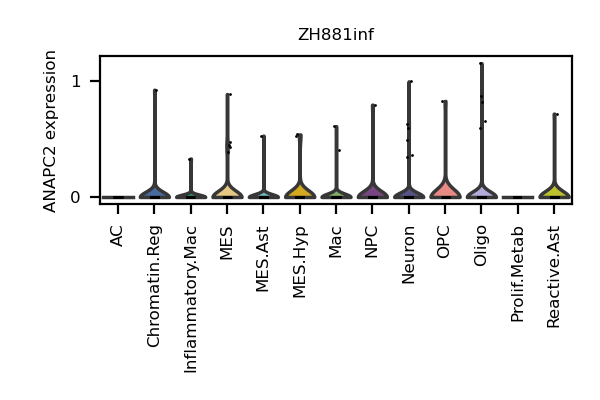 ZH881inf
ANAPC2 expression
1
0
AC
Chromatin.Reg
Inflammatory.Mac
MES
MES.Ast
MES.Hyp
Mac
NPC
Neuron
OPC
Oligo
Prolif.Metab
Reactive.Ast